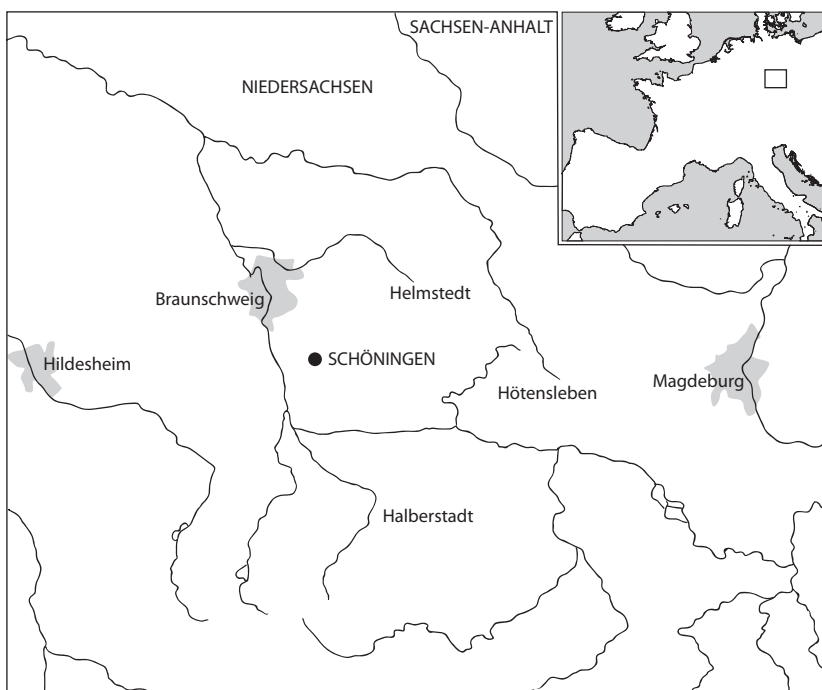 SACHSEN-ANHALT
NIEDERSACHSEN
Braunschweig
Helmstedt
Hildesheim
SCHÖNINGEN
Hötensleben
Magdeburg
Halberstadt